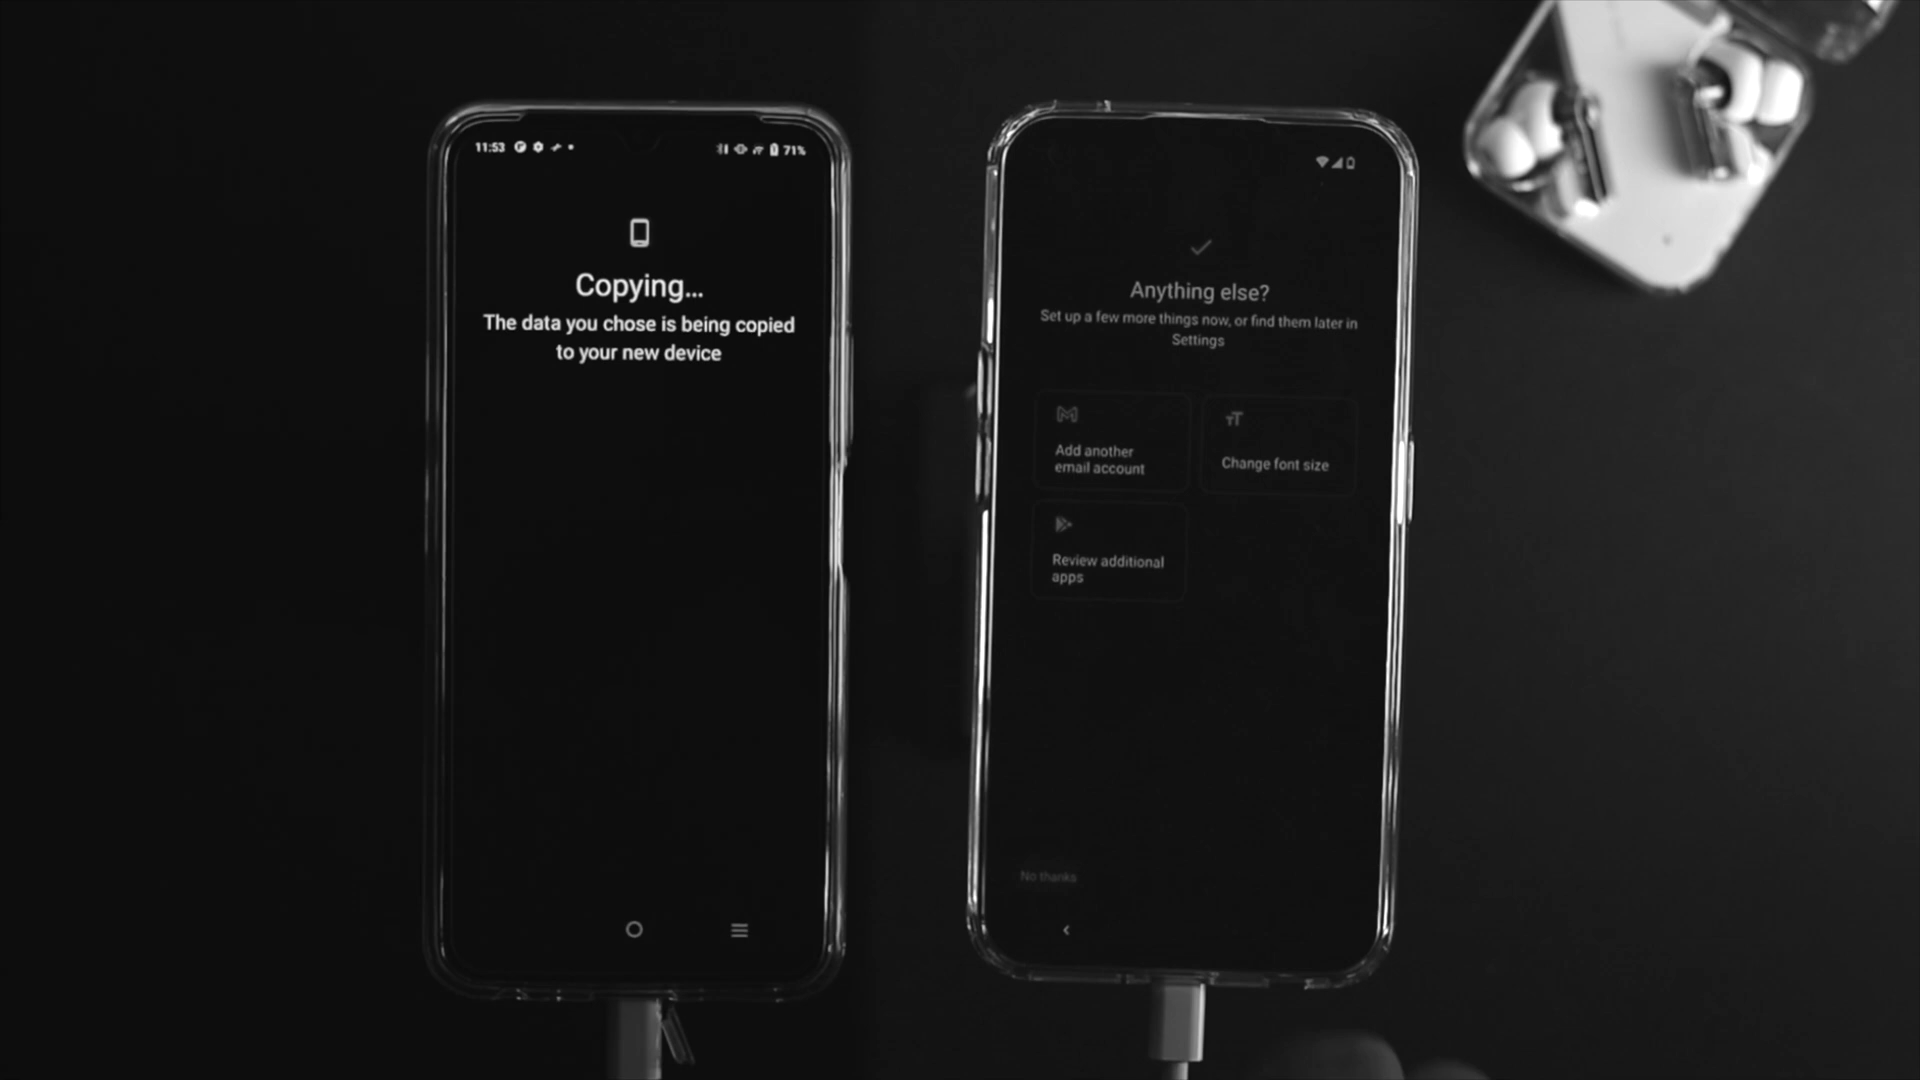 11:53
71%
Copying...
The data you chose is being copied
to your new device
Anything else?
Set up a few more things now, or find them later in
Settings
Add another
email account
Change font size
Review additional
apps
No thanks